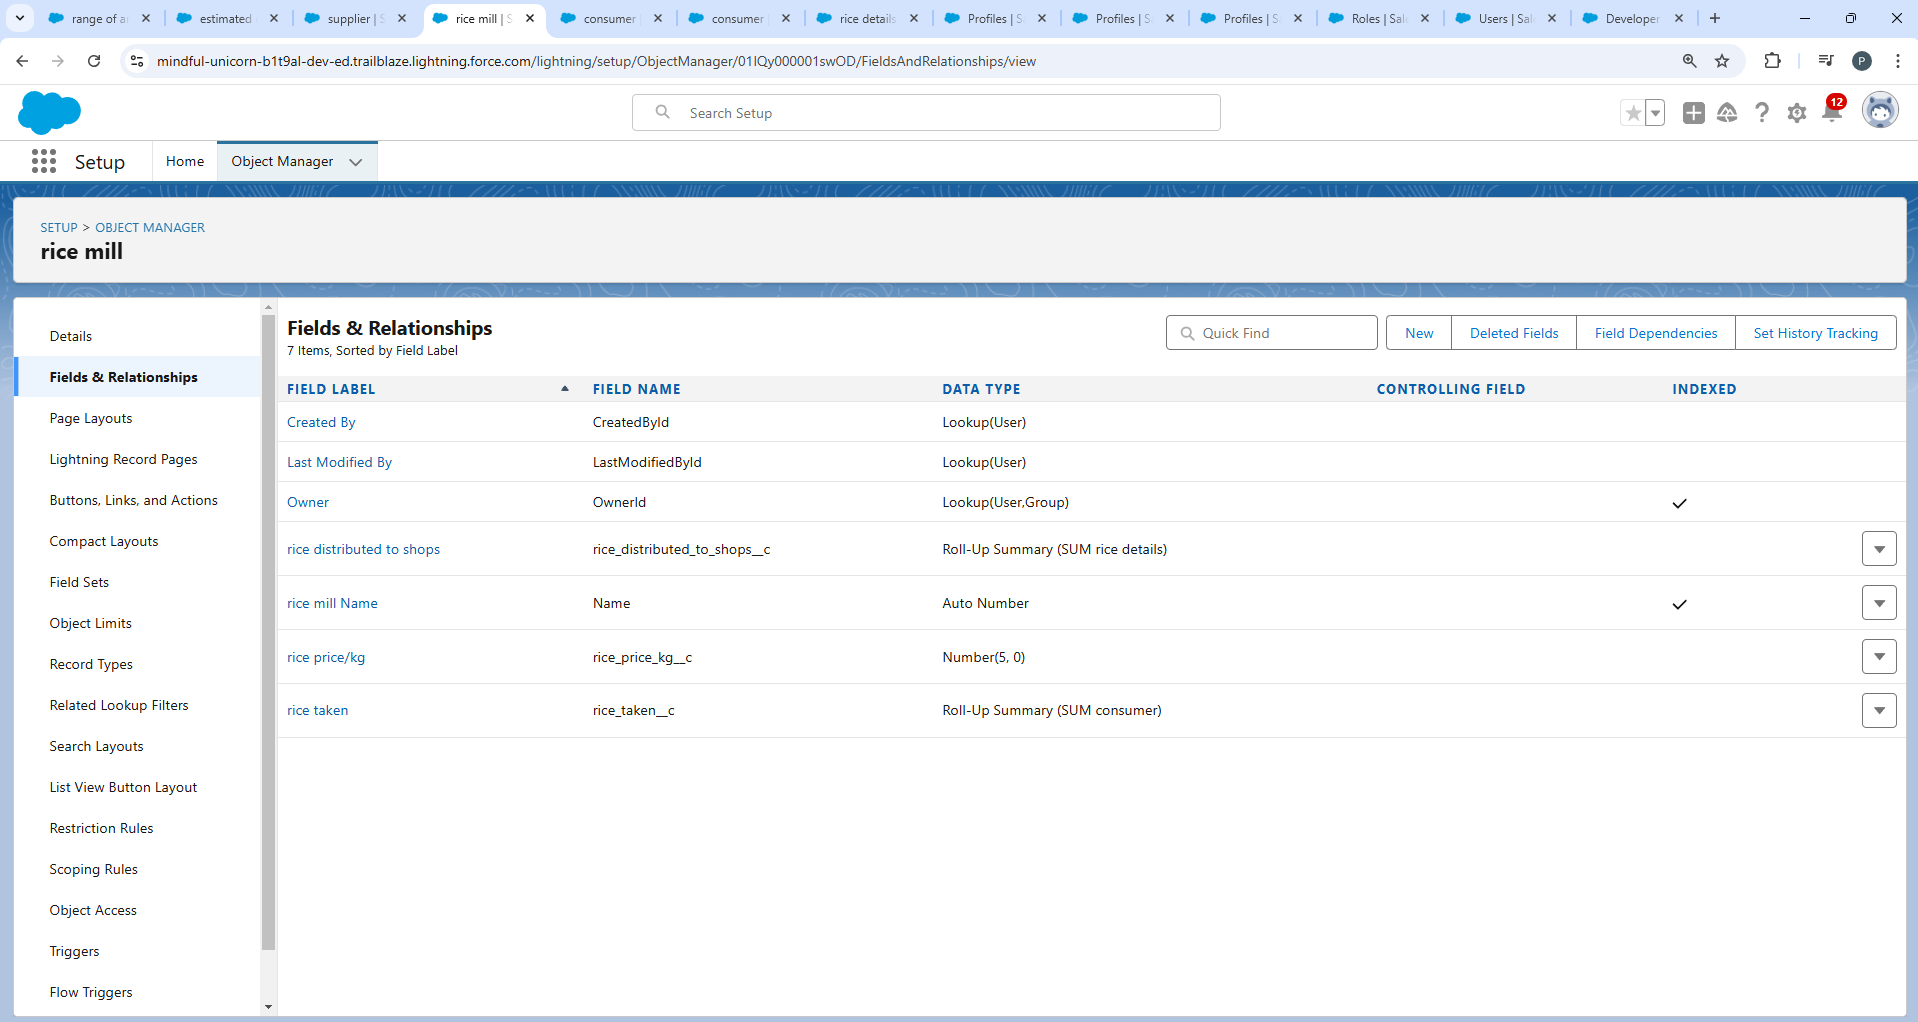 range of a
estimated
supplier | S
rice mill | S
consumer
consumer
rice details
Profiles | Sa
Profiles | Sa
Profiles | Sa
Roles | Sale
Users | Sale
Developer
mindful-unicorn-b1t9al-dev-ed.trailblaze.lightning.force.com/lightning/setup/ObjectManager/01IQy000001swOD/FieldsAndRelationships/view
P
Search Setup
12
Setup
Home
Object Manager
SETUP > OBJECT MANAGER
rice mill
Details
Fields & Relationships
Page Layouts
Lightning Record Pages
Buttons, Links, and Actions
Compact Layouts
Field Sets
Object Limits
Record Types
Related Lookup Filters
Search Layouts
List View Button Layout
Restriction Rules
Scoping Rules
Object Access
Triggers
Flow Triggers
Fields & Relationships
7 Items, Sorted by Field Label
Quick Find
New
Deleted Fields
Field Dependencies
Set History Tracking
FIELD LABEL FIELD NAME DATA TYPE CONTROLLING FIELD INDEXED
Created By CreatedById Lookup(User)
Last Modified By LastModifiedById Lookup(User)
Owner OwnerId Lookup(User,Group)
rice distributed to shops rice_distributed_to_shops__c Roll-Up Summary (SUM rice details)
rice mill Name Name Auto Number
rice price/kg rice_price_kg__c Number(5, 0)
rice taken rice_taken__c Roll-Up Summary (SUM consumer)